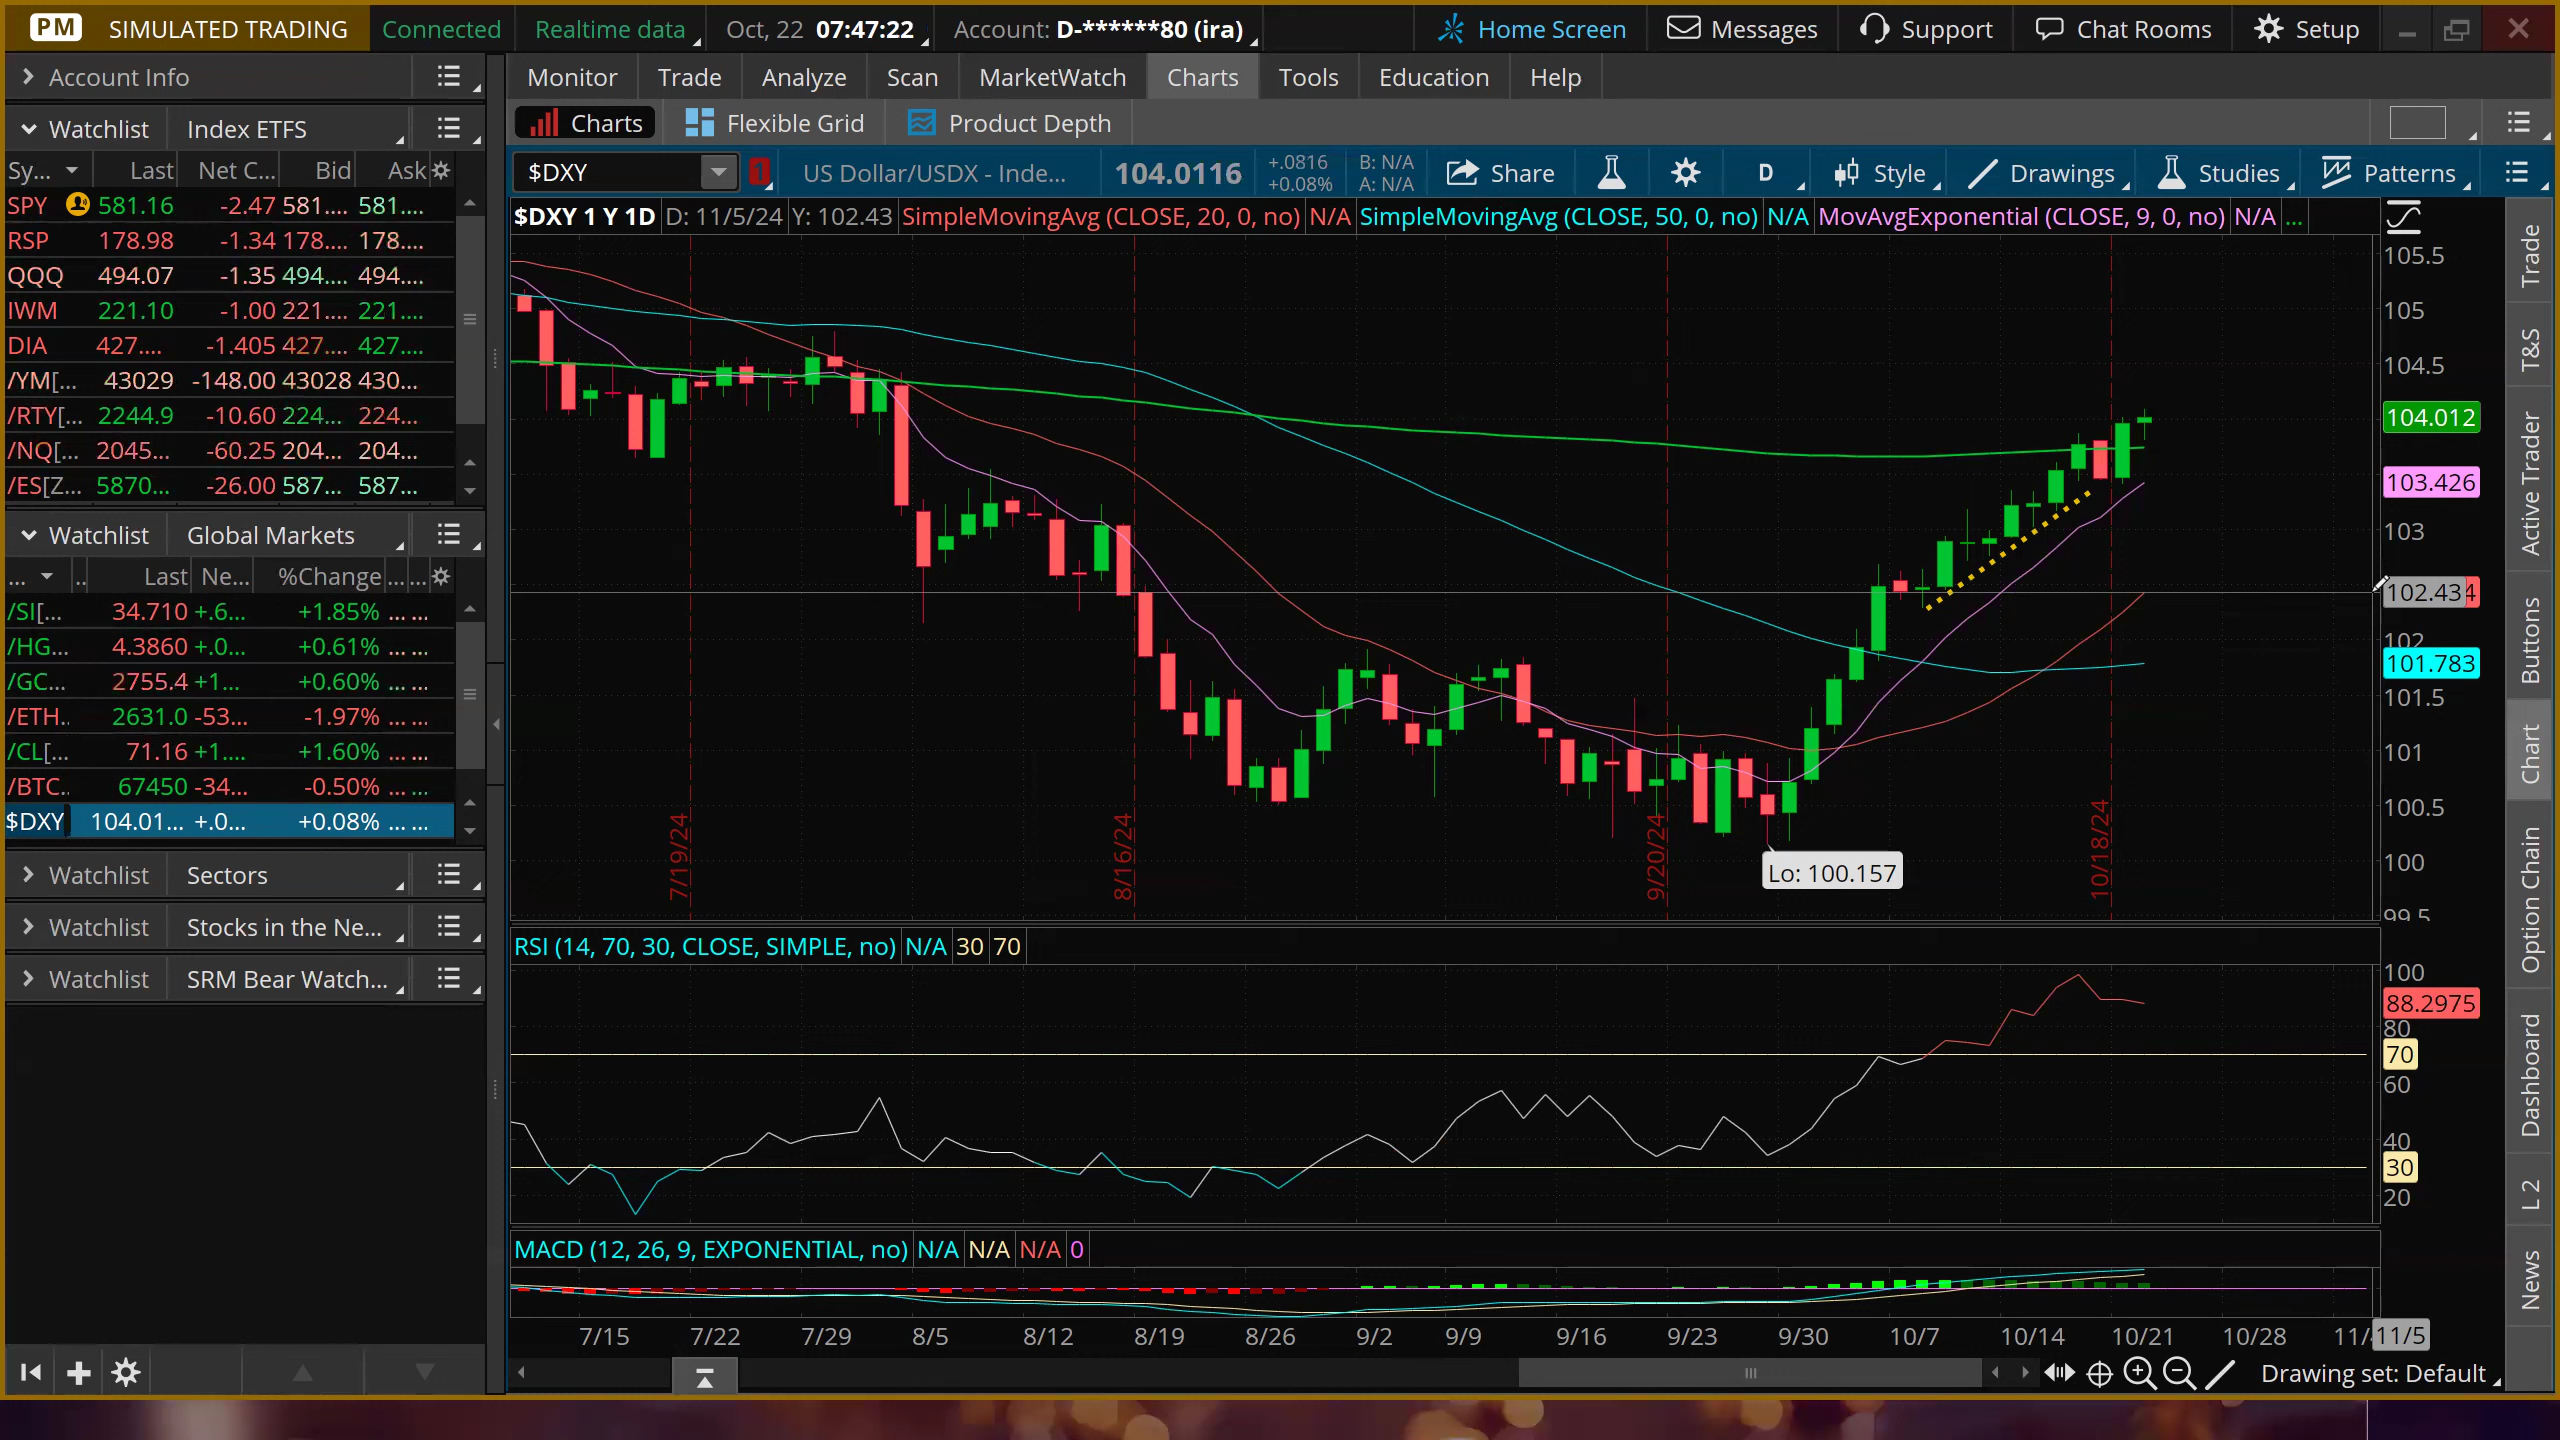 PM SIMULATED TRADING Connected Realtime data Oct, 22 07:47:22 Account: D-******80 (ira) Home Screen Messages Support Chat Rooms Setup
Account Info
Monitor Trade Analyze Scan MarketWatch Charts Tools Education Help
Watchlist Index ETFS
Charts Flexible Grid Product Depth
Sy... Last Net C... Bid Ask
$DXY 1 US Dollar/USDX - Inde... 104.0116 +.0816 +0.08% B: N/A A: N/A Share D Style Drawings Studies Patterns
$DXY 1 Y 1D D: 11/5/24 Y: 102.43 SimpleMovingAvg (CLOSE, 20, 0, no) N/A SimpleMovingAvg (CLOSE, 50, 0, no) N/A MovAvgExponential (CLOSE, 9, 0, no) N/A ...
SPY 581.16 -2.47 581.... 581....
RSP 178.98 -1.34 178.... 178....
QQQ 494.07 -1.35 494.... 494....
IWM 221.10 -1.00 221.... 221....
DIA 427.... -1.405 427.... 427....
/YM[... 43029 -148.00 43028 430...
/RTY[... 2244.9 -10.60 224... 224...
/NQ[... 2045... -60.25 204... 204...
/ES[Z... 5870... -26.00 587... 587...
Watchlist Global Markets
... .. Last Ne... %Change ... ...
/SI[... 34.710 +.6... +1.85% ... ...
/HG... 4.3860 +.0... +0.61% ... ...
/GC... 2755.4 +1... +0.60% ... ...
/ETH.. 2631.0 -53... -1.97% ... ...
/CL[... 71.16 +1.... +1.60% ... ...
/BTC.. 67450 -34... -0.50% ... ...
$DXY 104.01... +.0... +0.08% ... ...
Watchlist Sectors
Watchlist Stocks in the Ne...
Watchlist SRM Bear Watch...
105.5
105
104.5
104.012
103.426
103
102.43 4
102
101.783
101.5
101
100.5
100
99.5
7/19/24
8/16/24
9/20/24
10/18/24
Lo: 100.157
RSI (14, 70, 30, CLOSE, SIMPLE, no) N/A 30 70
100
88.2975
80
70
60
40
30
20
MACD (12, 26, 9, EXPONENTIAL, no) N/A N/A N/A 0
7/15 7/22 7/29 8/5 8/12 8/19 8/26 9/2 9/9 9/16 9/23 9/30 10/7 10/14 10/21 10/28 11/5
Drawing set: Default
Trade
T&S
Active Trader
Buttons
Chart
Option Chain
Dashboard
L 2
News